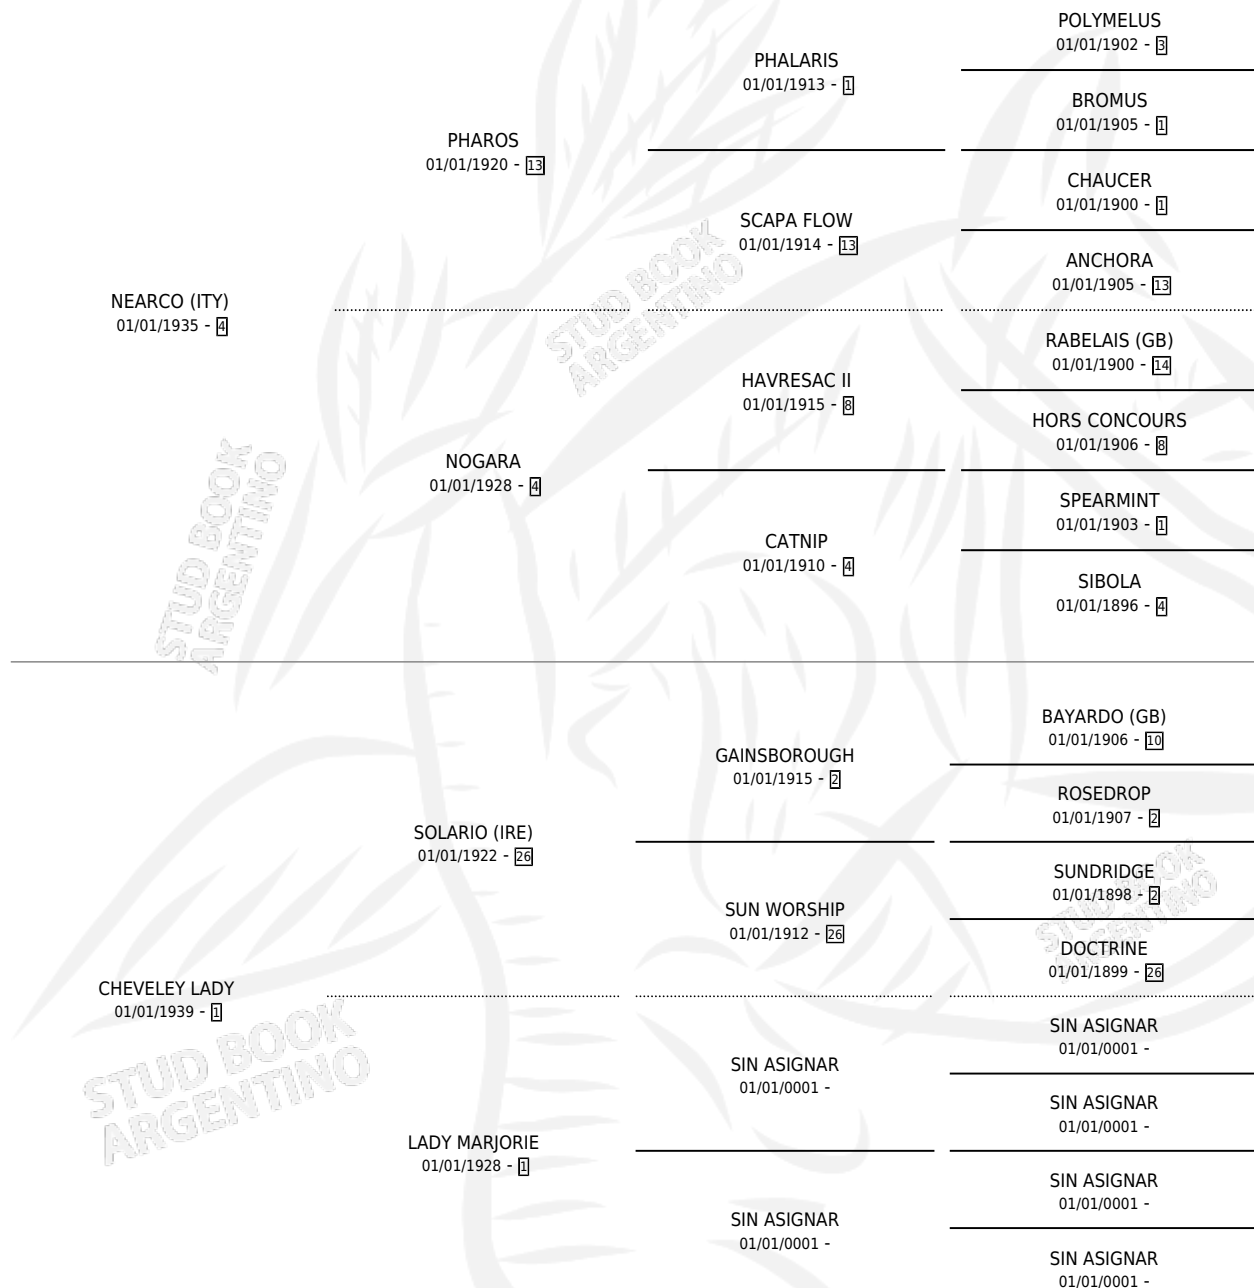 POLYMELUS
01/01/1902 - 3
PHALARIS
01/01/1913 - 1
BROMUS
01/01/1905 - 1
PHAROS
01/01/1920 - 13
CHAUCER
01/01/1900 - 1
SCAPA FLOW
01/01/1914 - 13
ANCHORA
01/01/1905 - 13
STUD BOOK
ARGENTINO
NEARCO (ITY)
01/01/1935 - 4
RABELAIS (GB)
01/01/1900 - 14
HAVRESAC II
01/01/1915 - 8
HORS CONCOURS
01/01/1906 - 8
NOGARA
01/01/1928 - 4
SPEARMINT
01/01/1903 - 1
CATNIP
01/01/1910 - 4
SIBOLA
01/01/1896 - 4
STUD BOOK
ARGENTINO
BAYARDO (GB)
01/01/1906 - 10
GAINSBOROUGH
01/01/1915 - 2
ROSEDROP
01/01/1907 - 2
SOLARIO (IRE)
01/01/1922 - 26
SUNDRIDGE
01/01/1898 - 2
SUN WORSHIP
01/01/1912 - 26
STUD BOOK
ARGENTINO
DOCTRINE
01/01/1899 - 26
CHEVELEY LADY
01/01/1939 - 1
SIN ASIGNAR
01/01/0001 -
SIN ASIGNAR
01/01/0001 -
SIN ASIGNAR
01/01/0001 -
STUD BOOK
ARGENTINO
LADY MARJORIE
01/01/1928 - 1
SIN ASIGNAR
01/01/0001 -
SIN ASIGNAR
01/01/0001 -
SIN ASIGNAR
01/01/0001 -